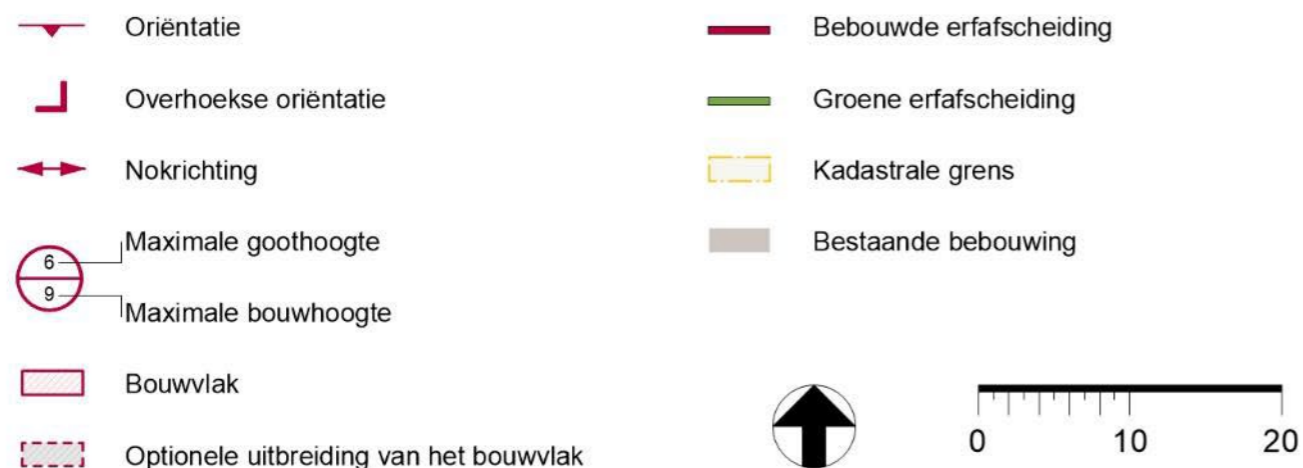 Oriëntatie
Overhoekse oriëntatie
Nokrichting
Maximale goothoogte
6
9
Maximale bouwhoogte
Bouwvlak
Optionele uitbreiding van het bouwvlak
Bebouwde erfafscheiding
Groene erfafscheiding
Kadastrale grens
Bestaande bebouwing
0 10 20